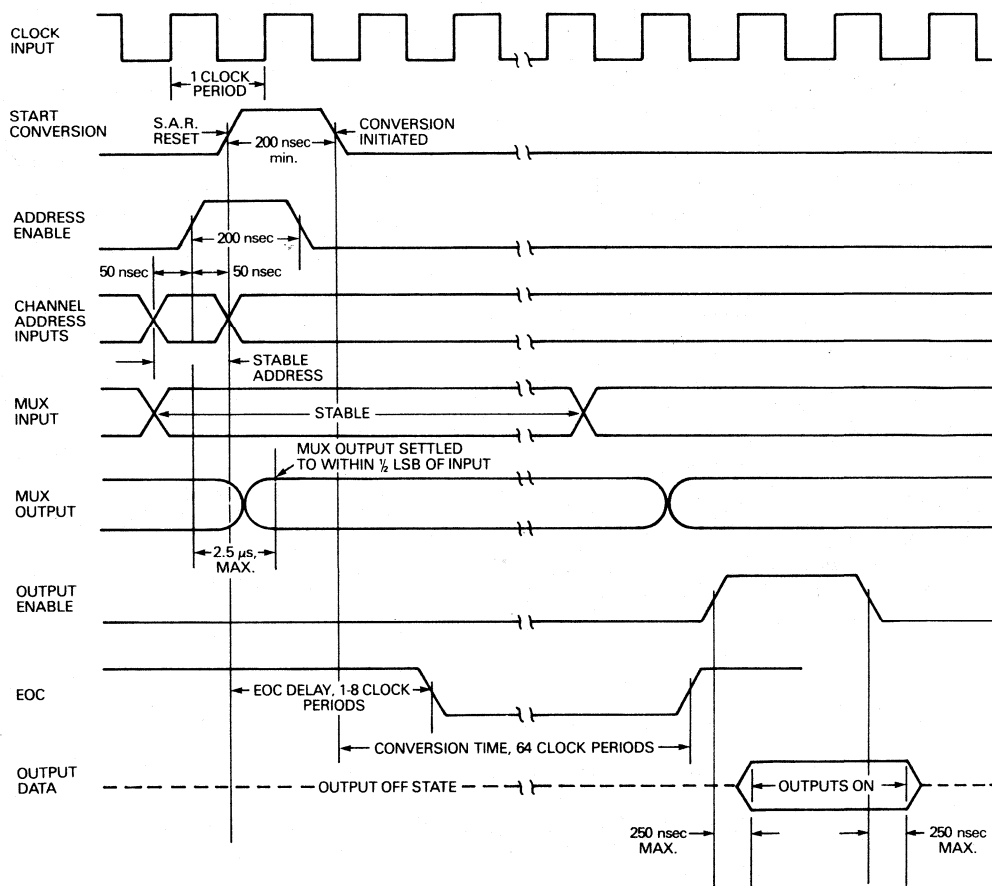 CLOCK
INPUT
1 CLOCK
PERIOD
START
CONVERSION
S.A.R.
RESET
200 nsec
min.
CONVERSION
INITIATED
ADDRESS
ENABLE
200 nsec
50 nsec
50 nsec
CHANNEL
ADDRESS
INPUTS
STABLE
ADDRESS
MUX
INPUT
STABLE
MUX OUTPUT SETTLED
TO WITHIN ½ LSB OF INPUT
MUX
OUTPUT
2.5 µs,
MAX.
OUTPUT
ENABLE
EOC
EOC DELAY, 1-8 CLOCK
PERIODS
CONVERSION TIME, 64 CLOCK PERIODS
OUTPUT
DATA
OUTPUT OFF STATE
OUTPUTS ON
250 nsec
MAX.
250 nsec
MAX.